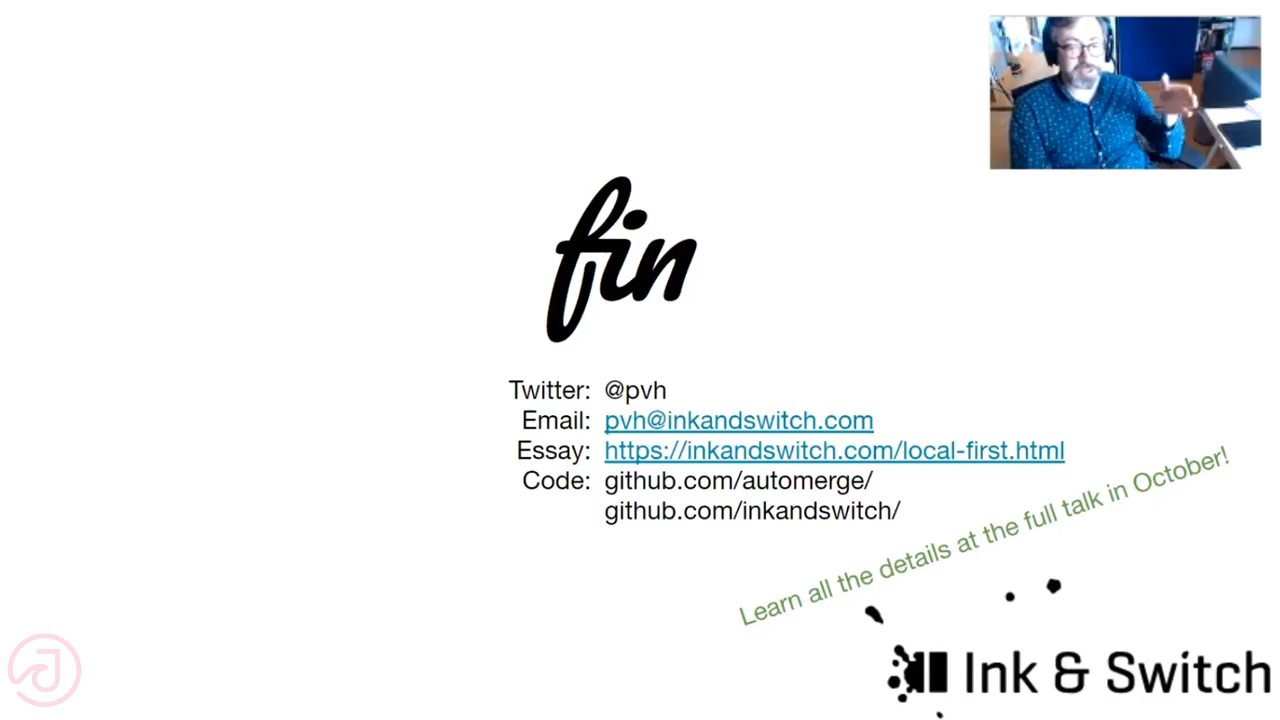 fin
Twitter: @pvh
Email: pvh@inkandswitch.com
Essay: https://inkandswitch.com/local-first.html
Code: github.com/automerge/
github.com/inkandswitch/
Learn all the details at the full talk in October!
Ink & Switch